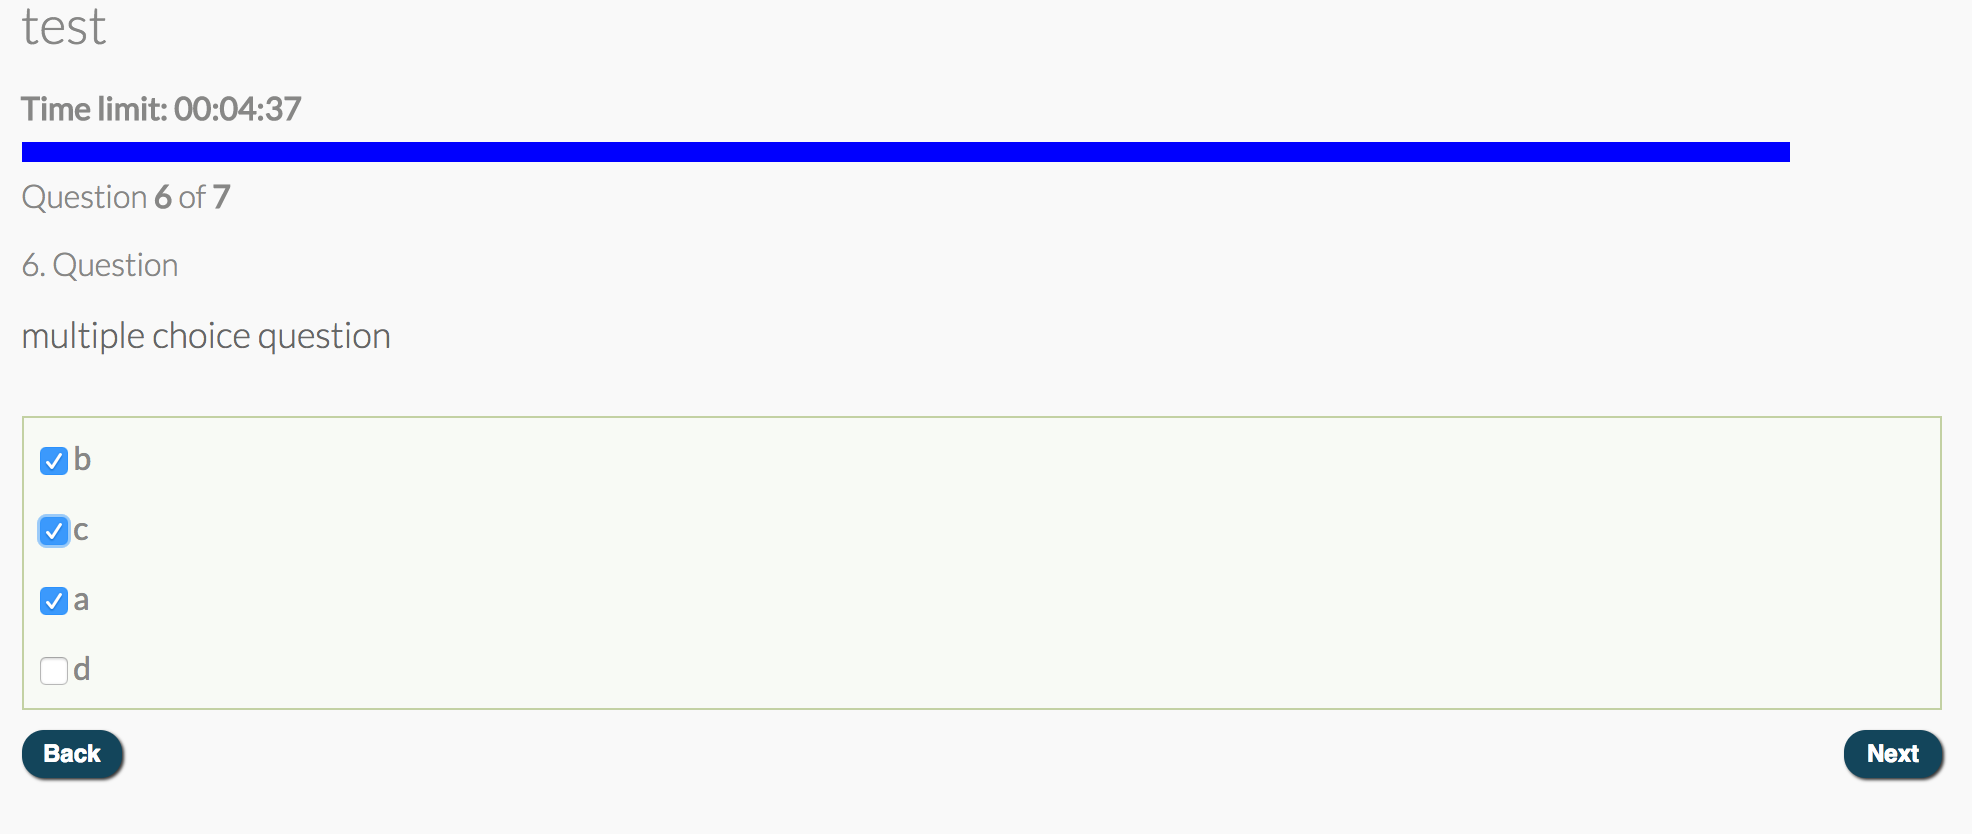 test
Time limit: 00:04:37
Question 6 of 7
6. Question
multiple choice question
b
c
a
d
Back
Next